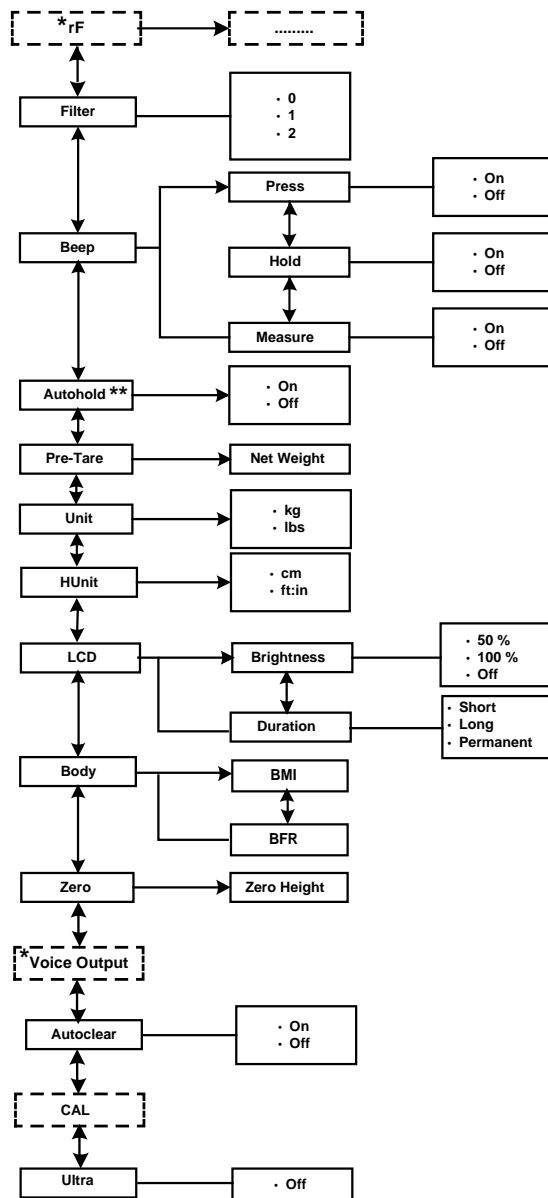 *rF
.........
Filter
• 0
• 1
• 2
Beep
Press
• On
• Off
Hold
• On
• Off
Measure
• On
• Off
Autohold **
• On
• Off
Pre-Tare
Net Weight
Unit
• kg
• lbs
HUnit
• cm
• ft:in
LCD
Brightness
• 50 %
• 100 %
• Off
Duration
• Short
• Long
• Permanent
Body
BMI
BFR
Zero
Zero Height
*Voice Output
Autoclear
• On
• Off
CAL
Ultra
• Off